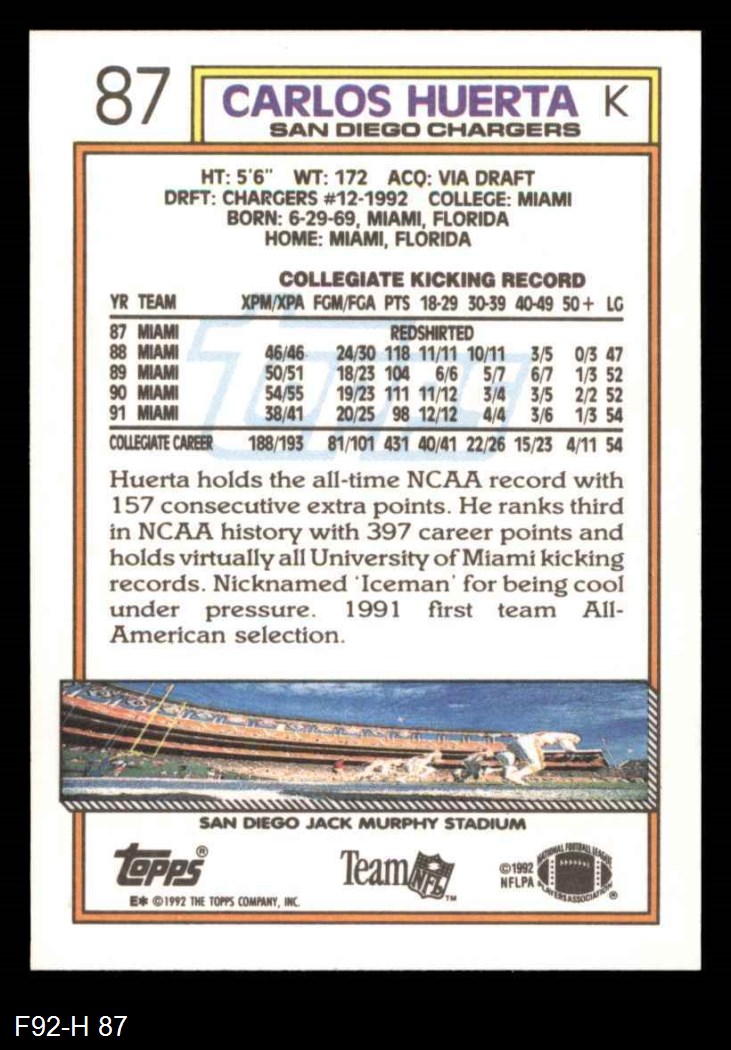 87 CARLOS HUERTA K
SAN DIEGO CHARGERS
HT: 5'6" WT: 172 ACQ: VIA DRAFT
DRFT: CHARGERS #12-1992 COLLEGE: MIAMI
BORN: 6-29-69, MIAMI, FLORIDA
HOME: MIAMI, FLORIDA
COLLEGIATE KICKING RECORD
YR TEAM XPM/XPA FGM/FGA PTS 18-29 30-39 40-49 50+ LG
87 MIAMI REDSHIRTED
88 MIAMI 46/46 24/30 118 11/11 10/11 3/5 0/3 47
89 MIAMI 50/51 18/23 104 6/6 5/7 6/7 1/3 52
90 MIAMI 54/55 19/23 111 11/12 3/4 3/5 2/2 52
91 MIAMI 38/41 20/25 98 12/12 4/4 3/6 1/3 54
COLLEGIATE CAREER 188/193 81/101 431 40/41 22/26 15/23 4/11 54
Topps
Huerta holds the all-time NCAA record with
157 consecutive extra points. He ranks third
in NCAA history with 397 career points and
holds virtually all University of Miami kicking
records. Nicknamed 'Iceman' for being cool
under pressure. 1991 first team All-
American selection.
SAN DIEGO JACK MURPHY STADIUM
Topps®
E* ©1992 THE TOPPS COMPANY, INC.
Team NFL™
©1992
NFLPA
NATIONAL FOOTBALL LEAGUE
PLAYERS ASSOCIATION ®
F92-H 87